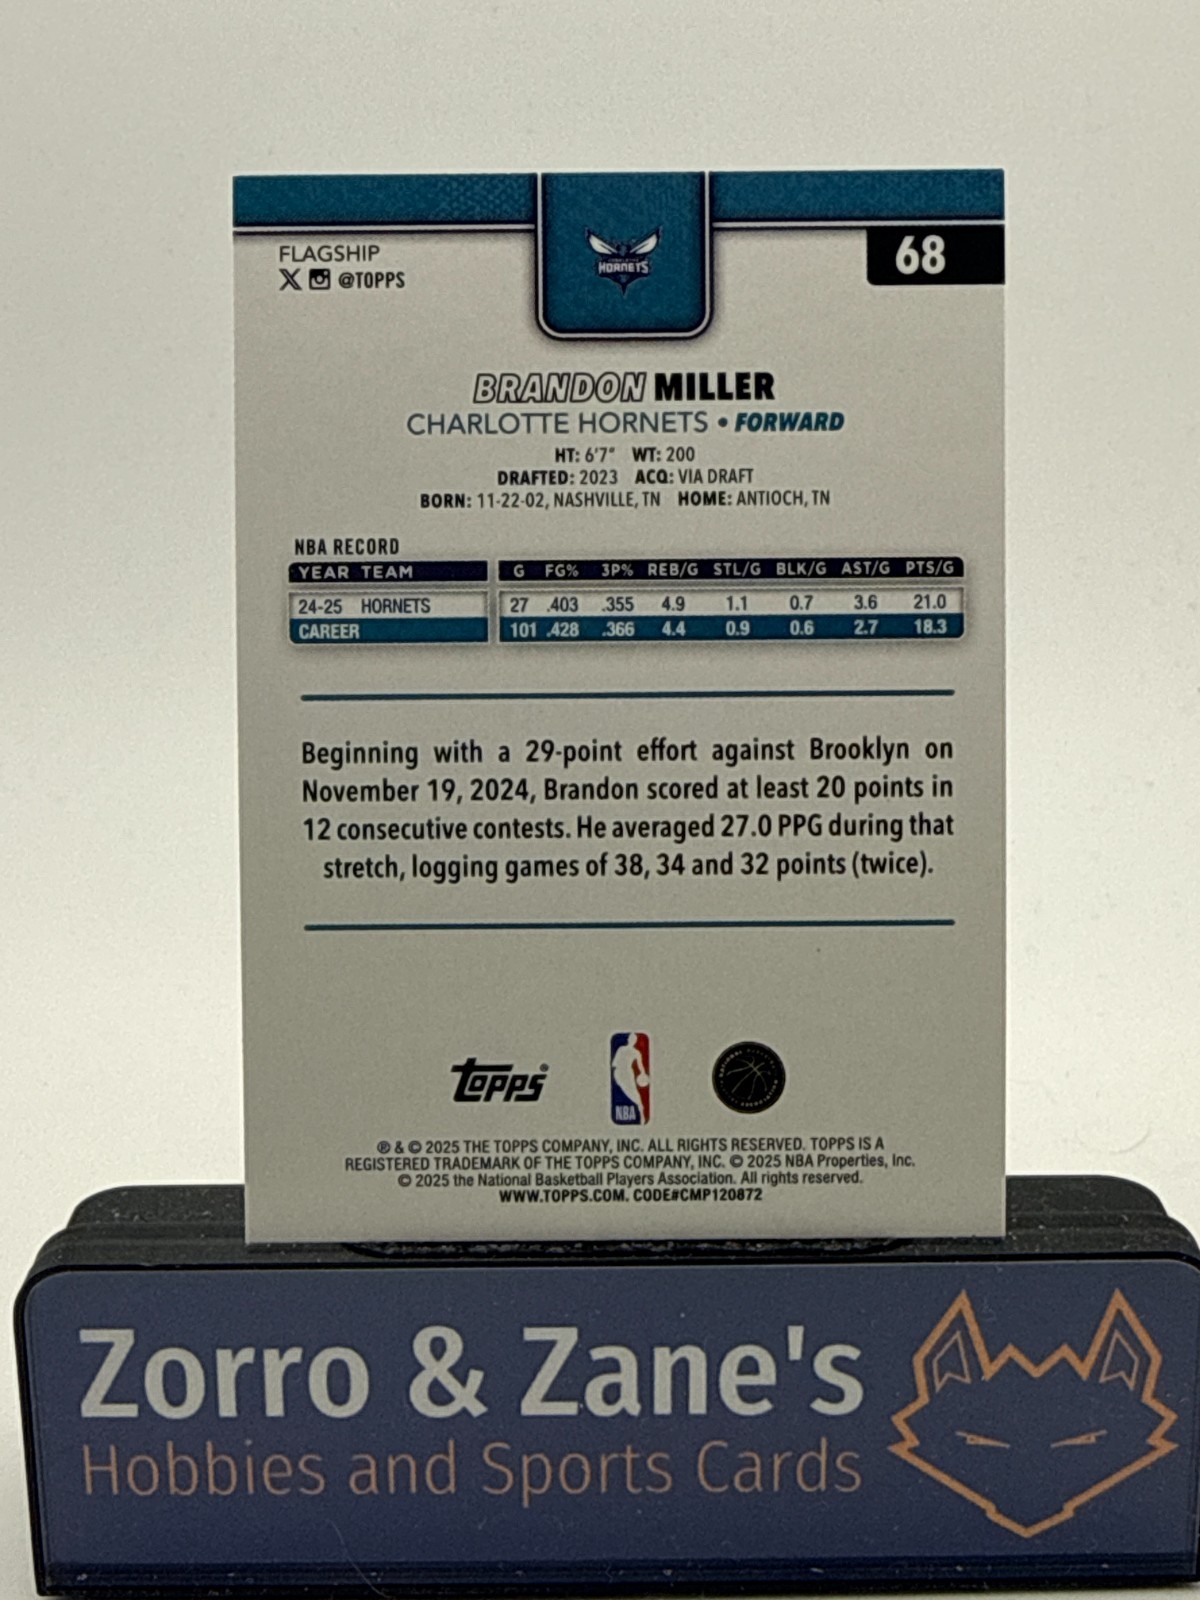 FLAGSHIP
X @TOPPS
HORNETS
68
BRANDON MILLER
CHARLOTTE HORNETS • FORWARD
HT: 6'7" WT: 200
DRAFTED: 2023 ACQ: VIA DRAFT
BORN: 11-22-02, NASHVILLE, TN HOME: ANTIOCH, TN
NBA RECORD
YEAR TEAM G FG% 3P% REB/G STL/G BLK/G AST/G PTS/G
24-25 HORNETS 27 .403 .355 4.9 1.1 0.7 3.6 21.0
CAREER 101 .428 .366 4.4 0.9 0.6 2.7 18.3
Beginning with a 29-point effort against Brooklyn on
November 19, 2024, Brandon scored at least 20 points in
12 consecutive contests. He averaged 27.0 PPG during that
stretch, logging games of 38, 34 and 32 points (twice).
Topps®
NBA
® & © 2025 THE TOPPS COMPANY, INC. ALL RIGHTS RESERVED. TOPPS IS A
REGISTERED TRADEMARK OF THE TOPPS COMPANY, INC. © 2025 NBA Properties, Inc.
© 2025 the National Basketball Players Association. All rights reserved.
WWW.TOPPS.COM. CODE#CMP120872
Zorro & Zane's
Hobbies and Sports Cards